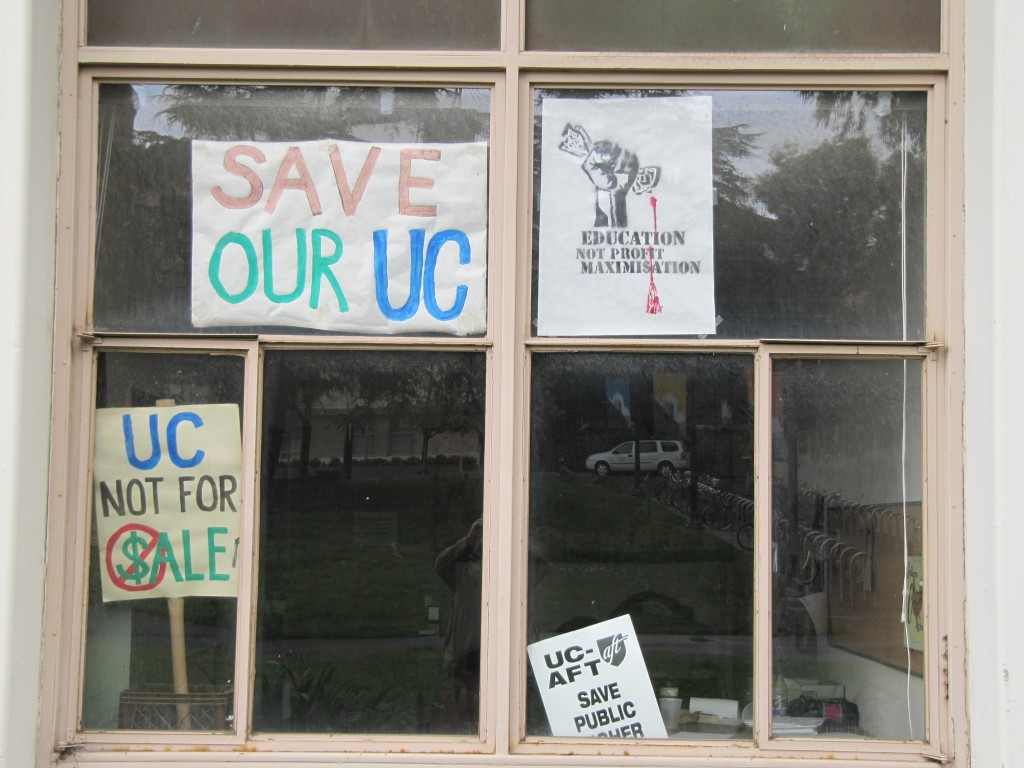 SAVE
OUR UC
EDUCATION
NOT PROFIT
MAXIMISATION
UC
NOT FOR
$ALE
UC-
AFT
aft
SAVE
PUBLIC